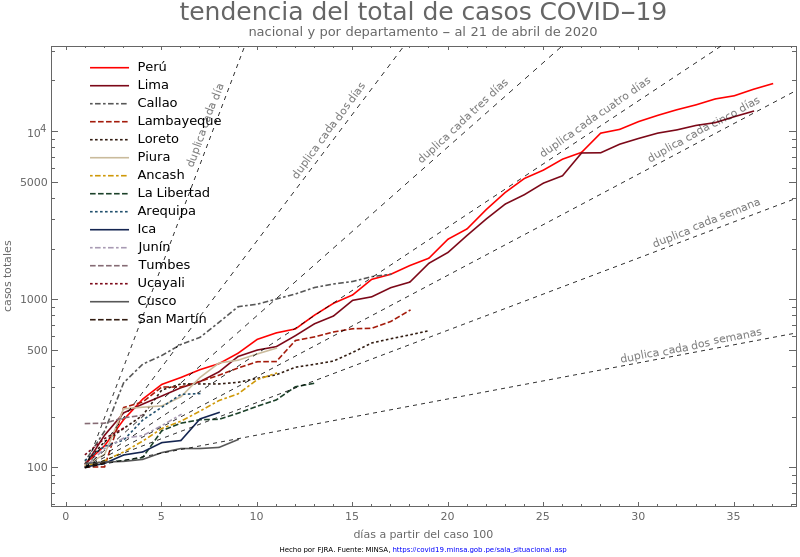 tendencia del total de casos COVID−19
nacional y por departamento − al 21 de abril de 2020
Perú
Lima
Callao
Lambayeque
Loreto
Piura
Ancash
La Libertad
Arequipa
Ica
Junín
Tumbes
Ucayali
Cusco
San Martín
duplica cada día
duplica cada dos días
duplica cada tres días
duplica cada cuatro días
duplica cada cinco días
duplica cada semana
duplica cada dos semanas
casos totales
10^4
5000
1000
500
100
0 5 10 15 20 25 30 35
días a partir del caso 100
Hecho por FJRA. Fuente: MINSA, https://covid19.minsa.gob.pe/sala_situacional.asp